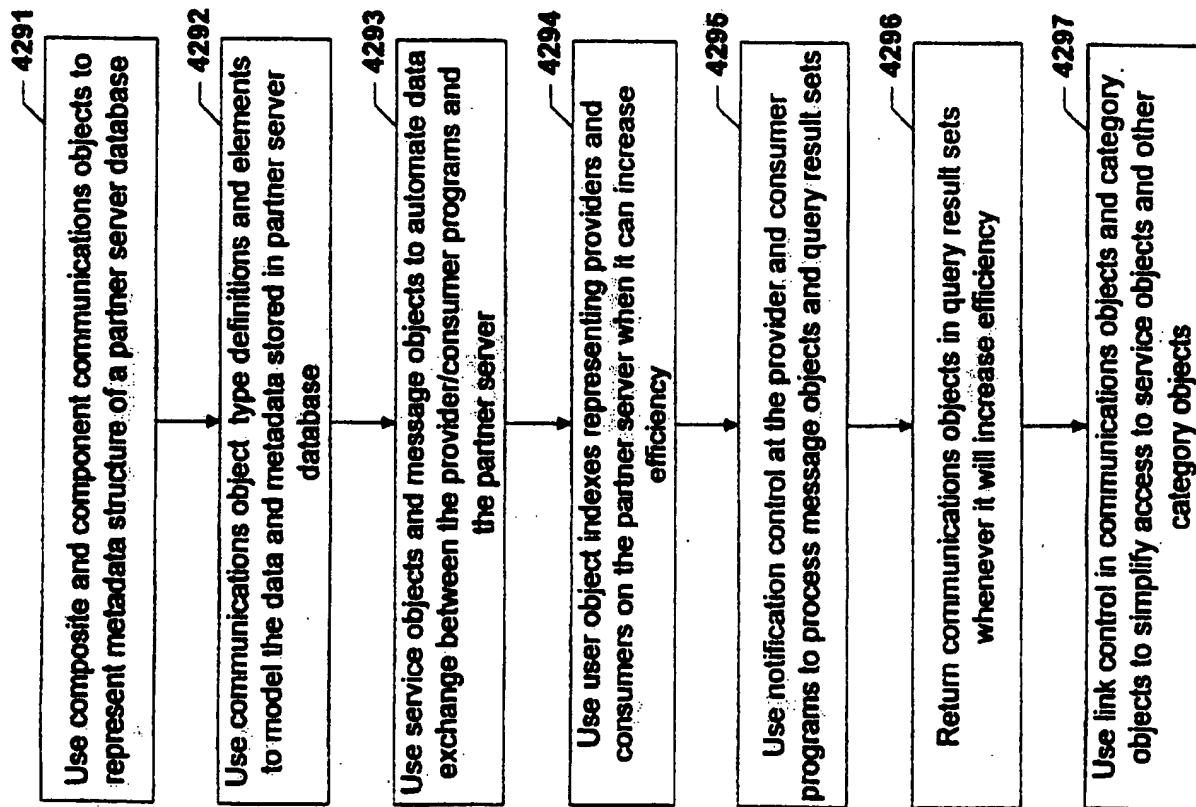 4291
Use composite and component communications objects to
represent metadata structure of a partner server database
4292
Use communications object type definitions and elements
to model the data and metadata stored in partner server
database
4293
Use service objects and message objects to automate data
exchange between the provider/consumer programs and
the partner server
4294
Use user object indexes representing providers and
consumers on the partner server when it can increase
efficiency
4295
Use notification control at the provider and consumer
programs to process message objects and query result sets
4296
Return communications objects in query result sets
whenever it will increase efficiency
4297
Use link control in communications objects and category
objects to simplify access to service objects and other
category objects